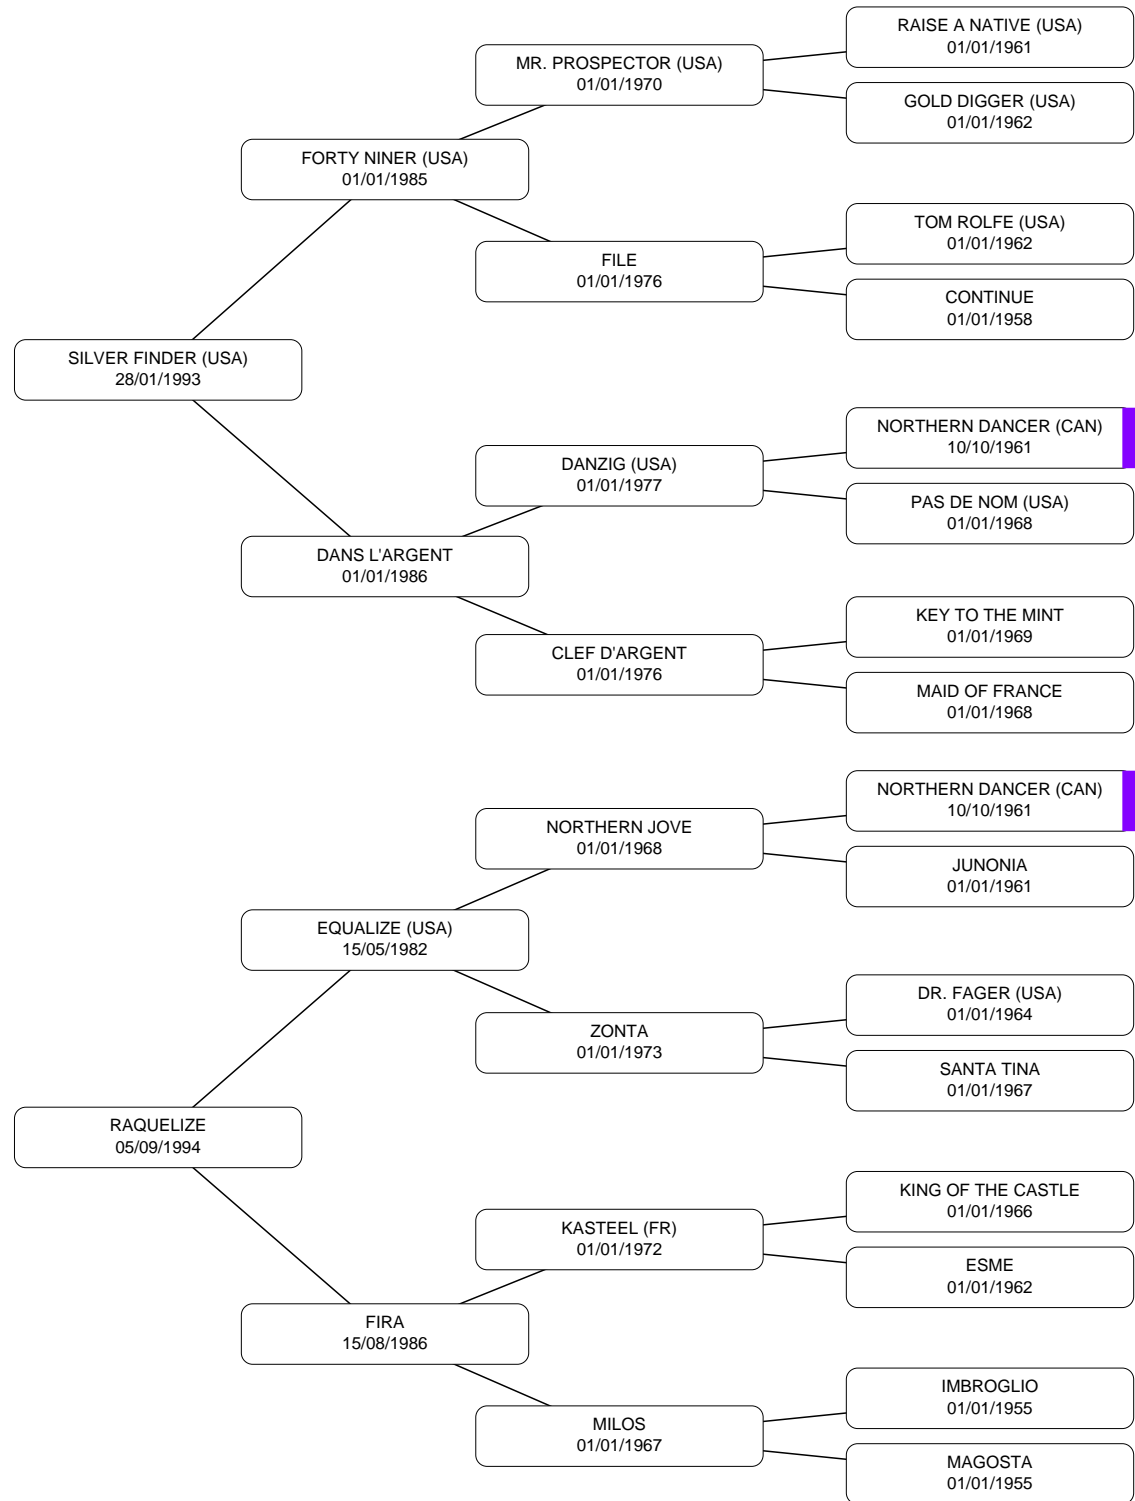 RAISE A NATIVE (USA)
01/01/1961
MR. PROSPECTOR (USA)
01/01/1970
GOLD DIGGER (USA)
01/01/1962
FORTY NINER (USA)
01/01/1985
TOM ROLFE (USA)
01/01/1962
FILE
01/01/1976
CONTINUE
01/01/1958
SILVER FINDER (USA)
28/01/1993
NORTHERN DANCER (CAN)
10/10/1961
DANZIG (USA)
01/01/1977
PAS DE NOM (USA)
01/01/1968
DANS L'ARGENT
01/01/1986
KEY TO THE MINT
01/01/1969
CLEF D'ARGENT
01/01/1976
MAID OF FRANCE
01/01/1968
NORTHERN DANCER (CAN)
10/10/1961
NORTHERN JOVE
01/01/1968
JUNONIA
01/01/1961
EQUALIZE (USA)
15/05/1982
DR. FAGER (USA)
01/01/1964
ZONTA
01/01/1973
SANTA TINA
01/01/1967
RAQUELIZE
05/09/1994
KING OF THE CASTLE
01/01/1966
KASTEEL (FR)
01/01/1972
ESME
01/01/1962
FIRA
15/08/1986
IMBROGLIO
01/01/1955
MILOS
01/01/1967
MAGOSTA
01/01/1955